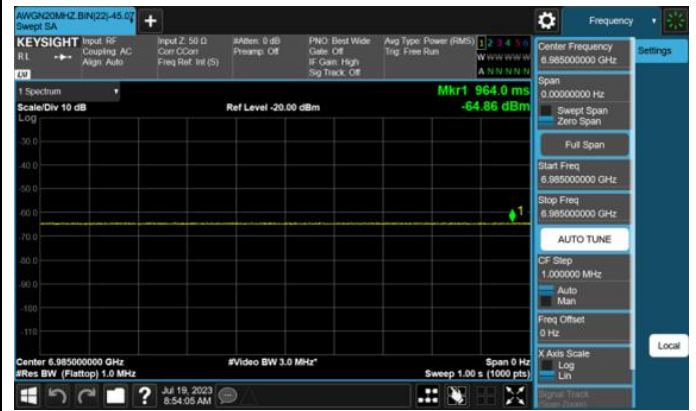 AWGN20MHZ.BIN(22)-45.07
Swept SA
+
Frequency
KEYSIGHT
RL
LM
Input: RF
Coupling: AC
Align: Auto
Input Z: 50 Ω
Corr CCorr
Freq Ref: Int (S)
#Atten: 0 dB
Preamp: Off
PNO: Best Wide
Gate: Off
IF Gain: High
Sig Track: Off
Avg Type: Power (RMS)
Trig: Free Run
1 2 3 4 5 6
W W W W W W
A N N N N N
1 Spectrum
Scale/Div 10 dB
Log
Ref Level -20.00 dBm
Mkr1 964.0 ms
-64.86 dBm
-30.0
-40.0
-50.0
-60.0
-70.0
-80.0
-90.0
-100
-110
1
Center 6.985000000 GHz
#Res BW (Flattop) 1.0 MHz
#Video BW 3.0 MHz*
Span 0 Hz
Sweep 1.00 s (1000 pts)
?
Jul 19, 2023
8:54:05 AM
Center Frequency
6.985000000 GHz
Span
0.00000000 Hz
Swept Span
Zero Span
Full Span
Start Freq
6.985000000 GHz
Stop Freq
6.985000000 GHz
AUTO TUNE
CF Step
1.000000 MHz
Auto
Man
Freq Offset
0 Hz
X Axis Scale
Log
Lin
Signal Track
(Span Zoom)
Settings
Local